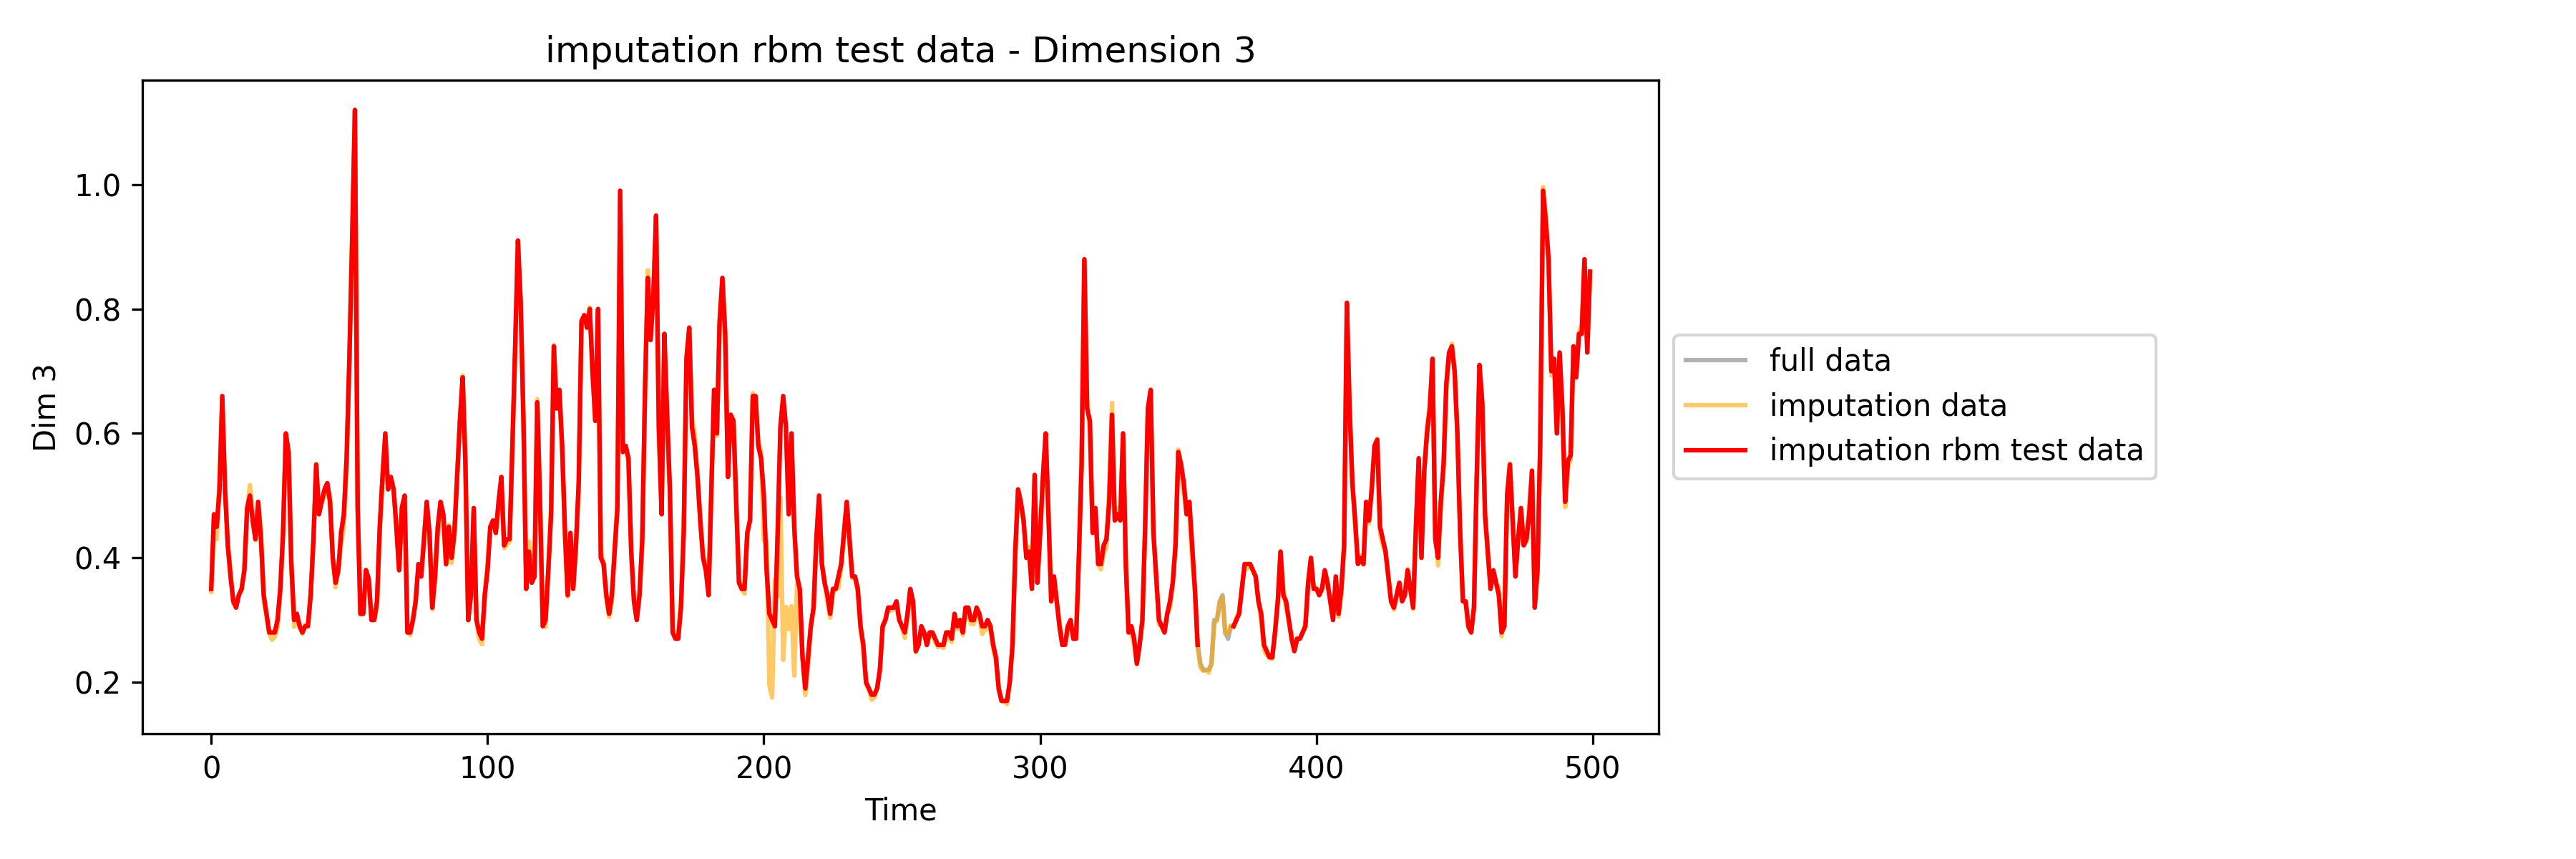 imputation rbm test data - Dimension 3
1.0
0.8
0.6
0.4
0.2
Dim 3
0 100 200 300 400 500
Time
full data
imputation data
imputation rbm test data